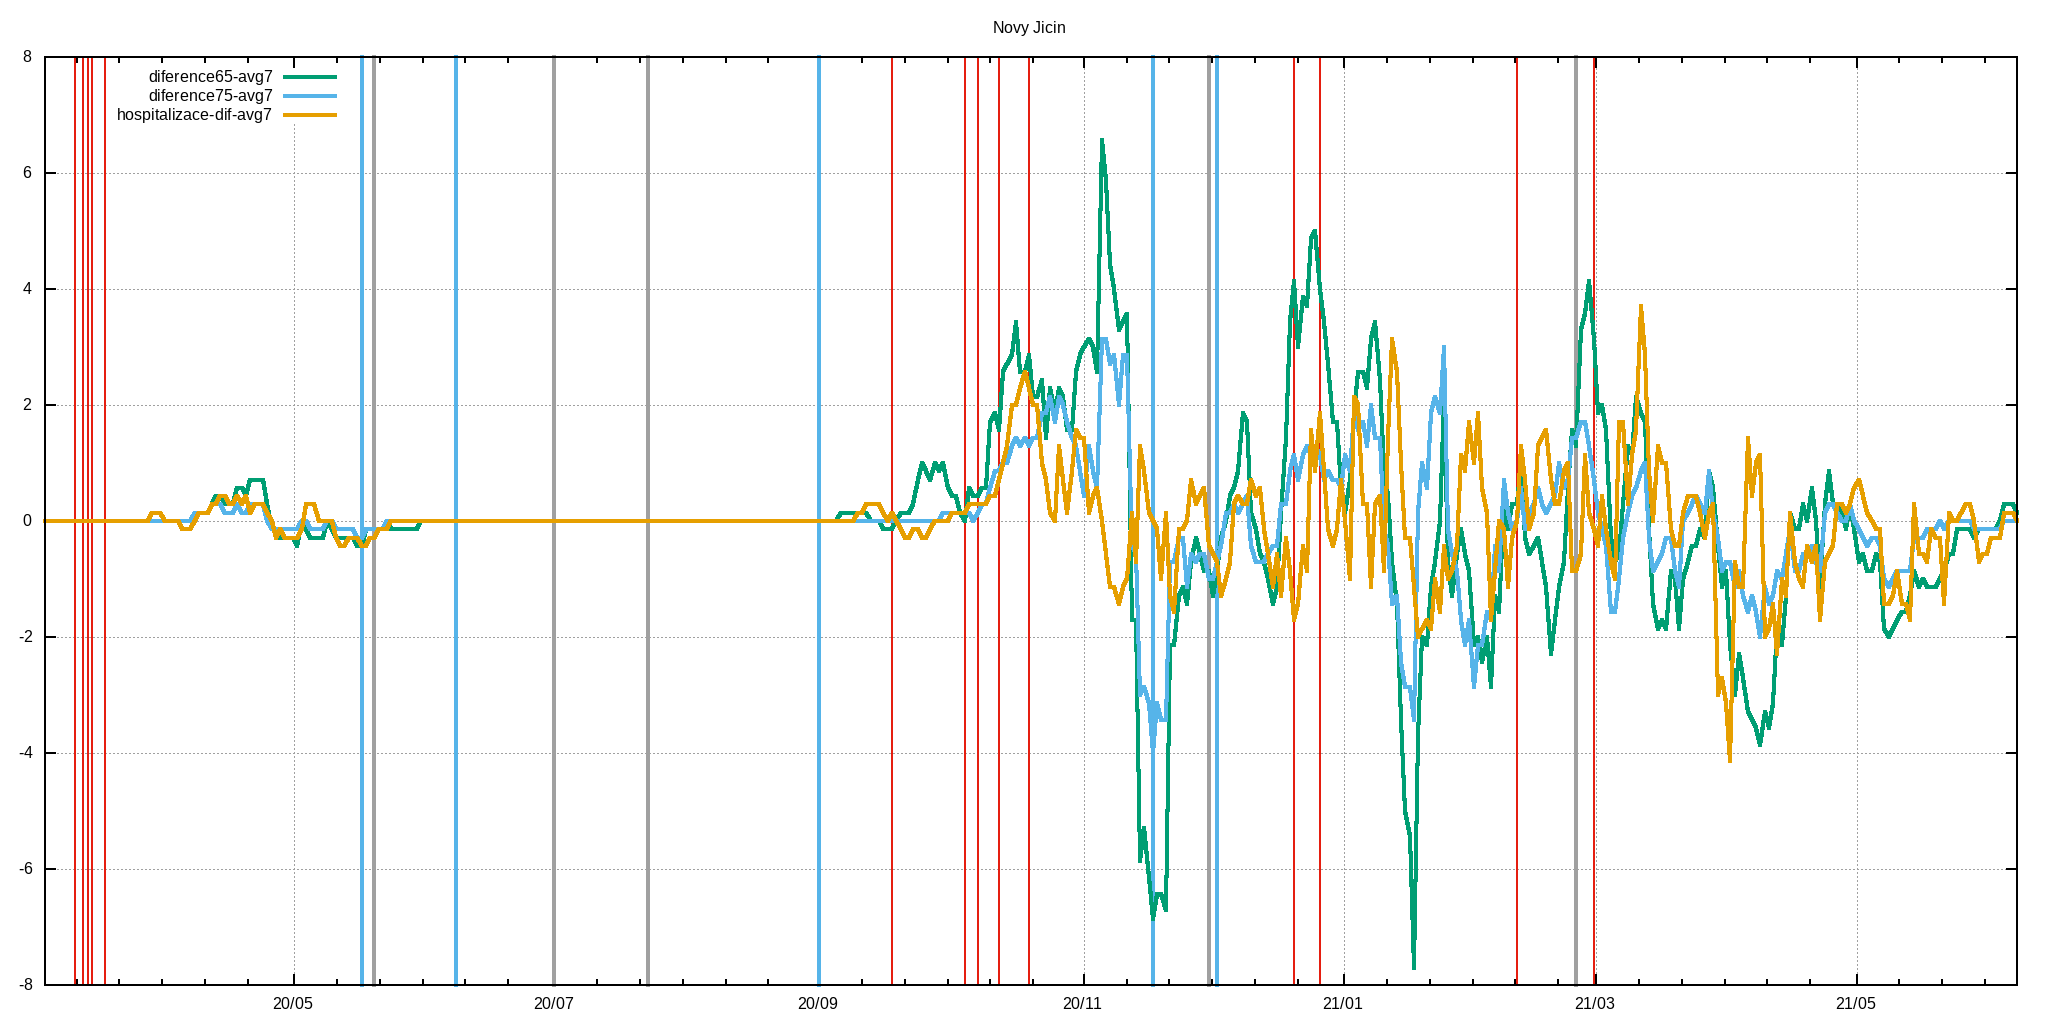 Novy Jicin
8
diference65-avg7
diference75-avg7
hospitalizace-dif-avg7
6
4
2
0
-2
-4
-6
-8
20/05 20/07 20/09 20/11 21/01 21/03 21/05